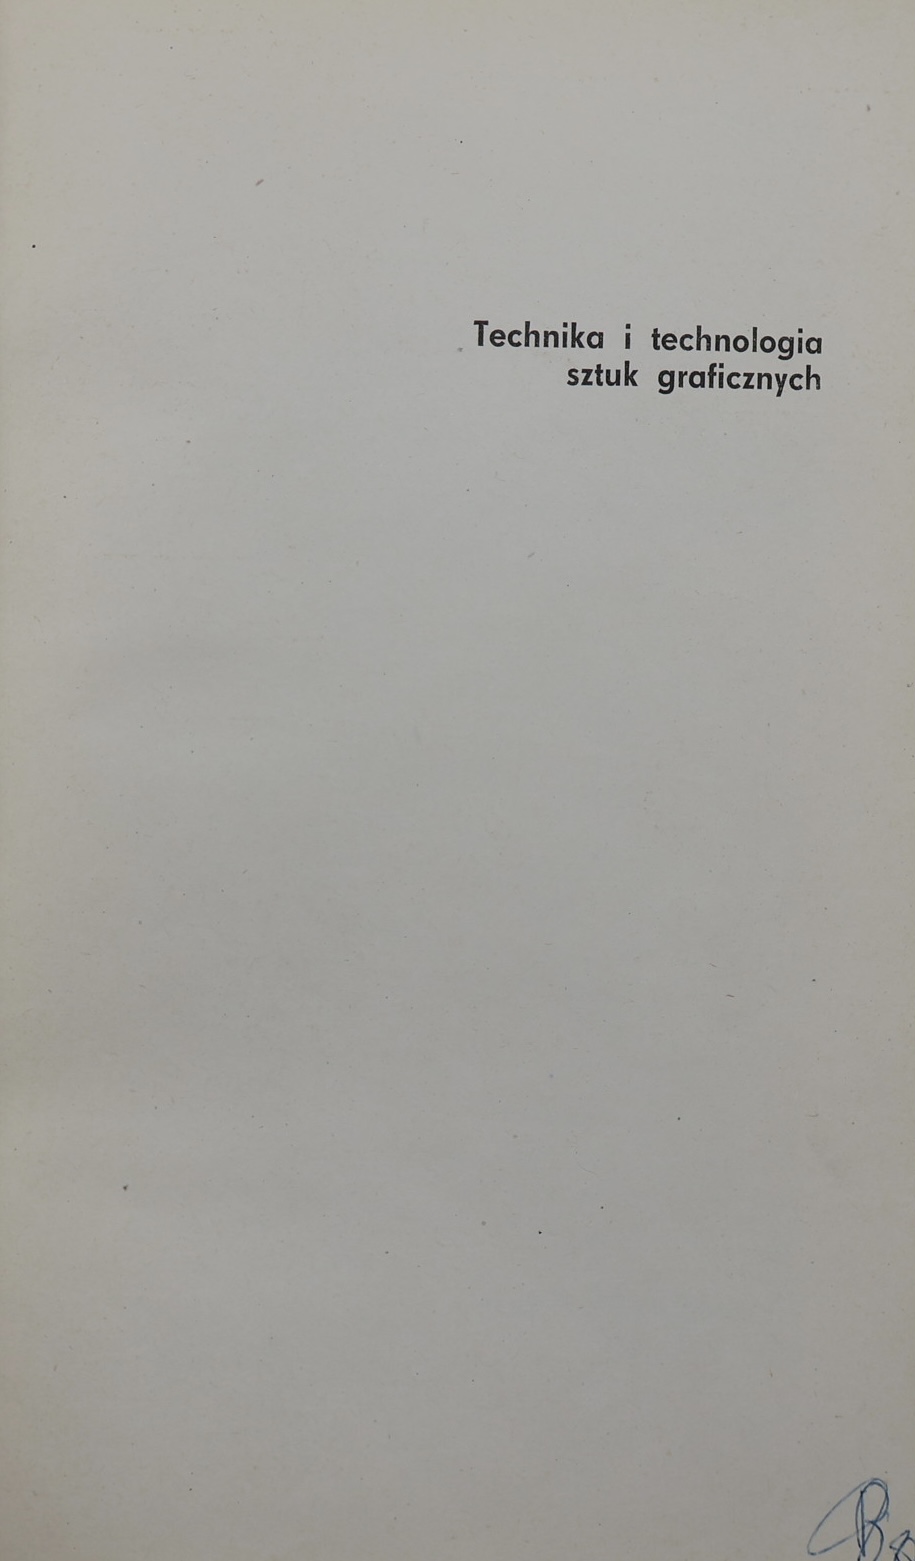 Technika i technologia
sztuk graficznych